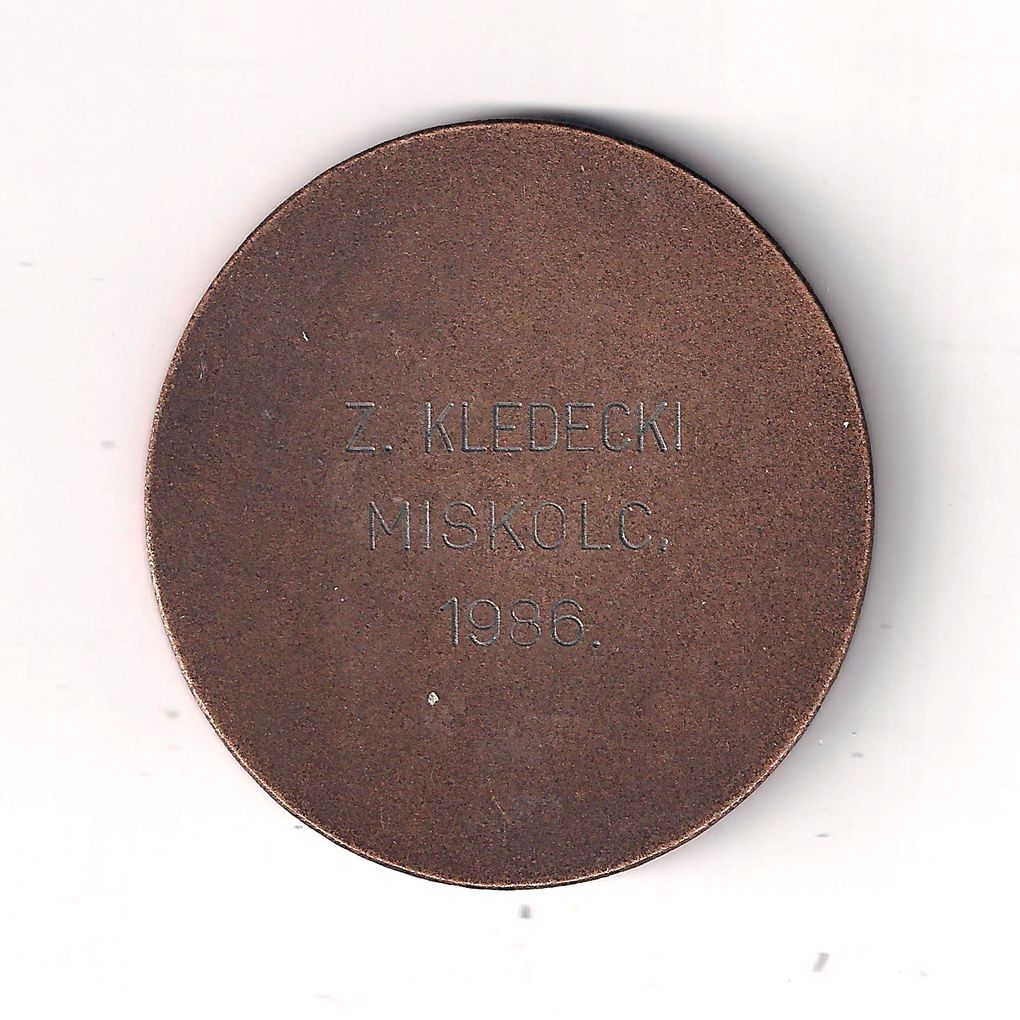 Z. KLEDECKI
MISKOLC,
1986.